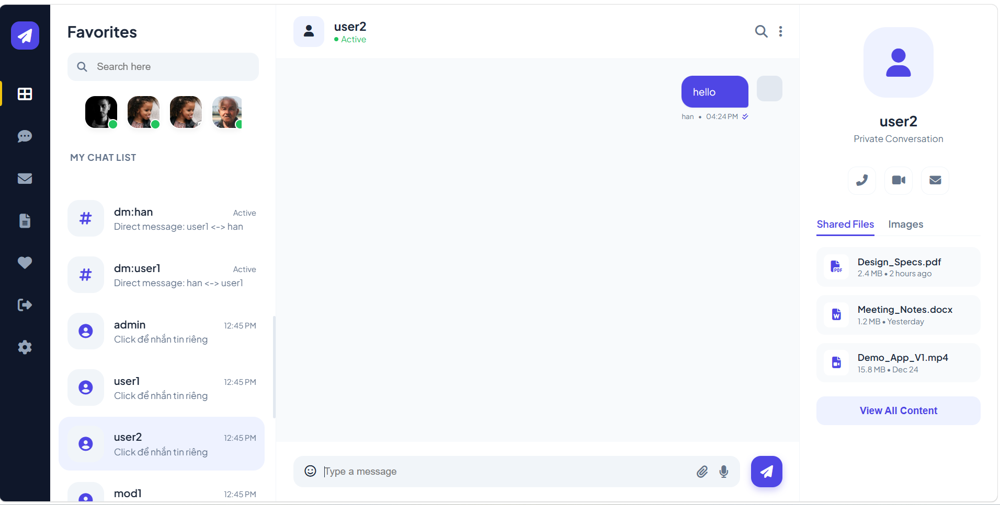 Favorites
Search here
MY CHAT LIST
dm:han
Active
Direct message: user1 <-> han
dm:user1
Active
Direct message: han <-> user1
admin
12:45 PM
Click để nhắn tin riêng
user1
12:45 PM
Click để nhắn tin riêng
user2
12:45 PM
Click để nhắn tin riêng
mod1
12:45 PM
user2
Active
hello
han • 04:24 PM
Type a message
user2
Private Conversation
Shared Files
Images
Design_Specs.pdf
2.4 MB • 2 hours ago
Meeting_Notes.docx
1.2 MB • Yesterday
Demo_App_V1.mp4
15.8 MB • Dec 24
View All Content